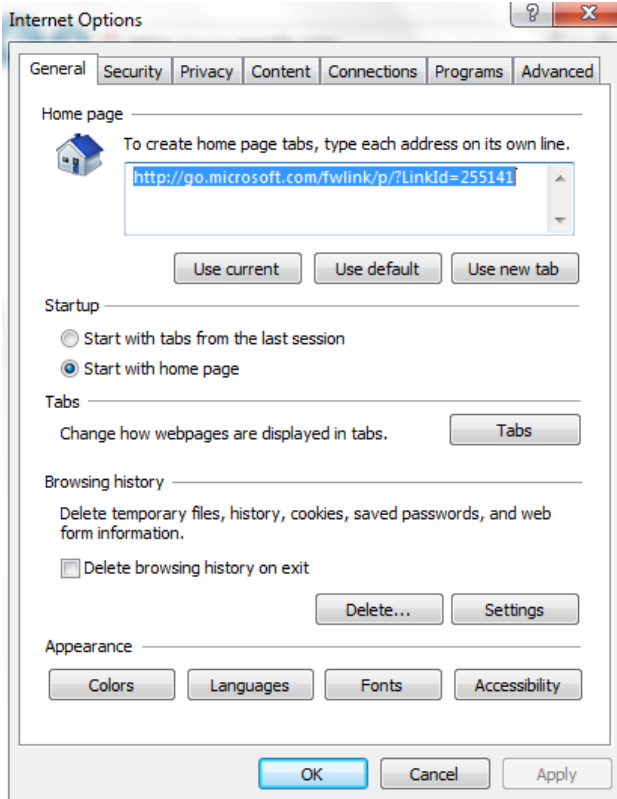 Internet Options
?
General Security Privacy Content Connections Programs Advanced
Home page
To create home page tabs, type each address on its own line.
http://go.microsoft.com/fwlink/p/?LinkId=255141
Use current Use default Use new tab
Startup
Start with tabs from the last session
Start with home page
Tabs
Change how webpages are displayed in tabs. Tabs
Browsing history
Delete temporary files, history, cookies, saved passwords, and web
form information.
Delete browsing history on exit
Delete... Settings
Appearance
Colors Languages Fonts Accessibility
OK Cancel Apply